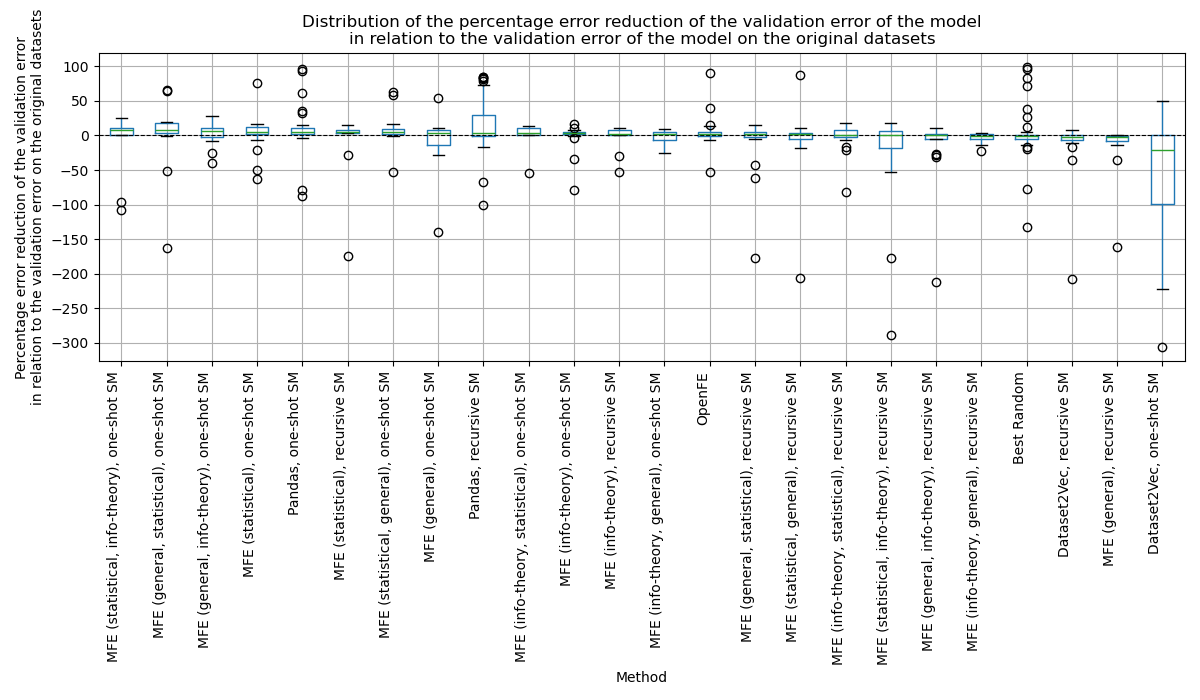 Distribution of the percentage error reduction of the validation error of the model
in relation to the validation error of the model on the original datasets
Percentage error reduction of the validation error
in relation to the validation error on the original datasets
100
50
0
−50
−100
−150
−200
−250
−300
MFE (statistical, info-theory), one-shot SM
MFE (general, statistical), one-shot SM
MFE (general, info-theory), one-shot SM
MFE (statistical), one-shot SM
Pandas, one-shot SM
MFE (statistical), recursive SM
MFE (statistical, general), one-shot SM
MFE (general), one-shot SM
Pandas, recursive SM
MFE (info-theory, statistical), one-shot SM
MFE (info-theory), one-shot SM
MFE (info-theory), recursive SM
MFE (info-theory, general), one-shot SM
OpenFE
MFE (general, statistical), recursive SM
MFE (statistical, general), recursive SM
MFE (info-theory, statistical), recursive SM
MFE (statistical, info-theory), recursive SM
MFE (general, info-theory), recursive SM
MFE (info-theory, general), recursive SM
Best Random
Dataset2Vec, recursive SM
MFE (general), recursive SM
Dataset2Vec, one-shot SM
Method